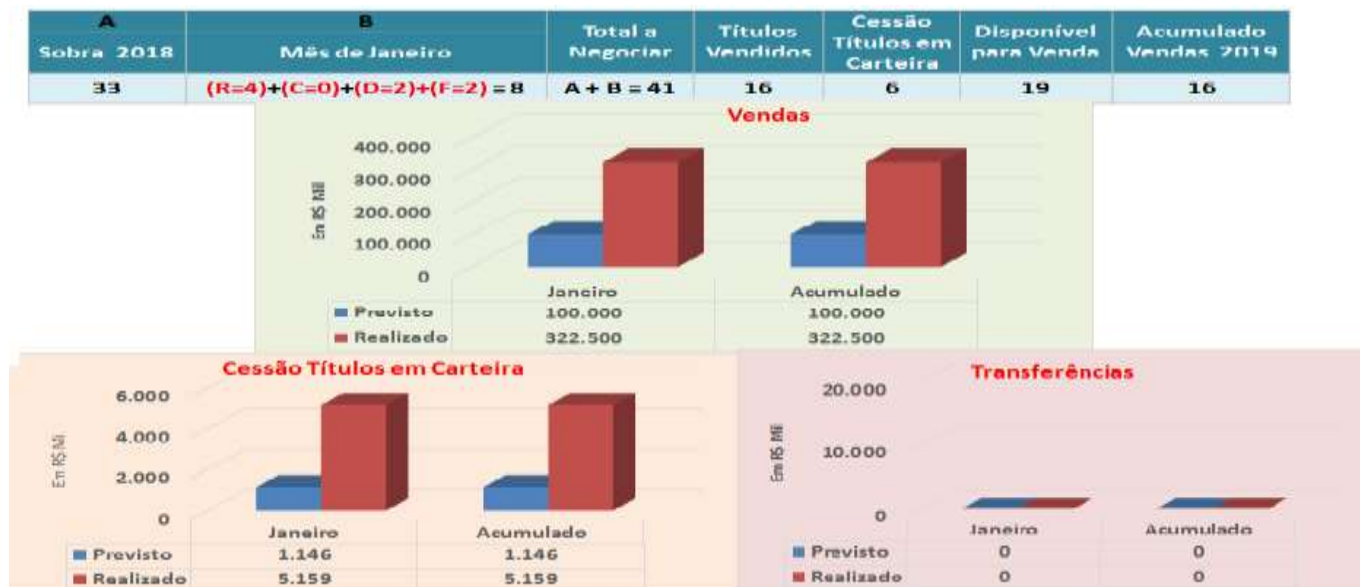 A B Total a Negociar Títulos Vendidos Cessão Títulos em Carteira Disponível para Venda Acumulado Vendas 2019
Sobra 2018 Mês de Janeiro
33 (R=4)+(C=0)+(D=2)+(F=2) = 8 A + B = 41 16 6 19 16
Vendas
Em R$ Mil
400.000
300.000
200.000
100.000
0
Janeiro Acumulado
Previsto 100.000 100.000
Realizado 322.500 322.500
Cessão Títulos em Carteira
Em R$ Mil
6.000
4.000
2.000
0
Janeiro Acumulado
Previsto 1.146 1.146
Realizado 5.159 5.159
Transferências
Em R$ Mil
20.000
10.000
0
Janeiro Acumulado
Previsto 0 0
Realizado 0 0